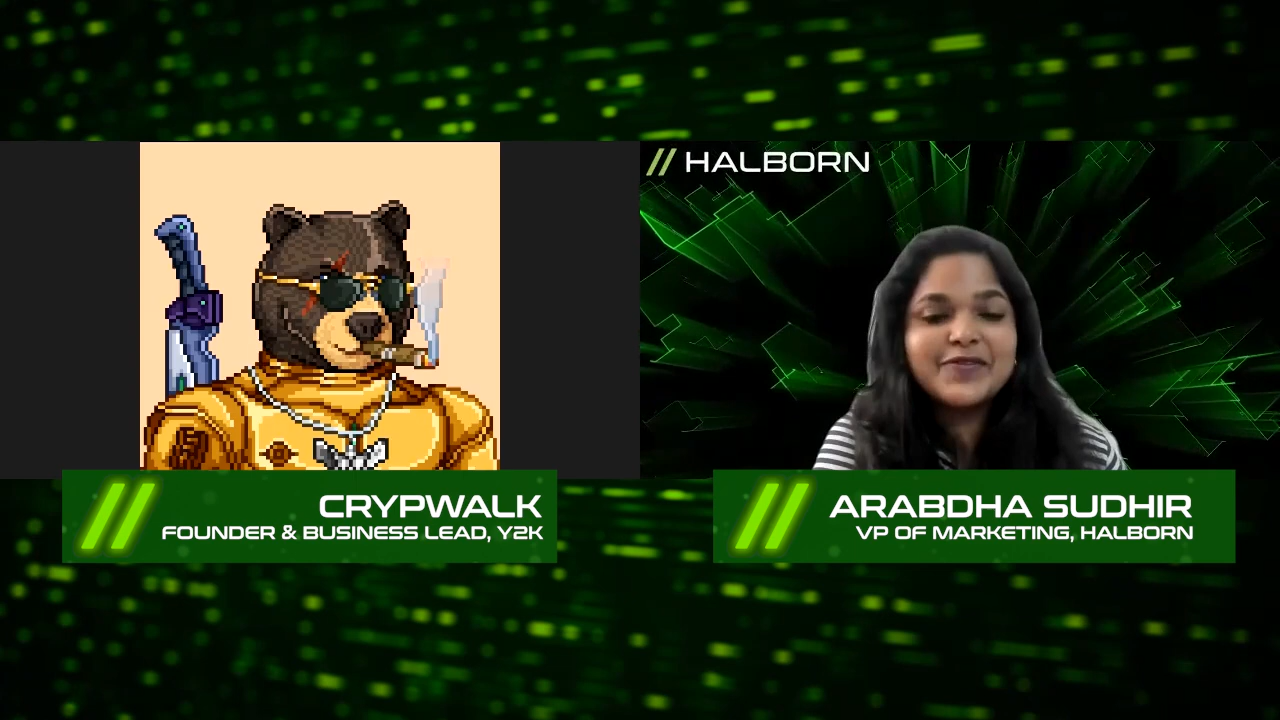 // HALBORN
CRYPWALK
FOUNDER & BUSINESS LEAD, Y2K
ARABDHA SUDHIR
VP OF MARKETING, HALBORN